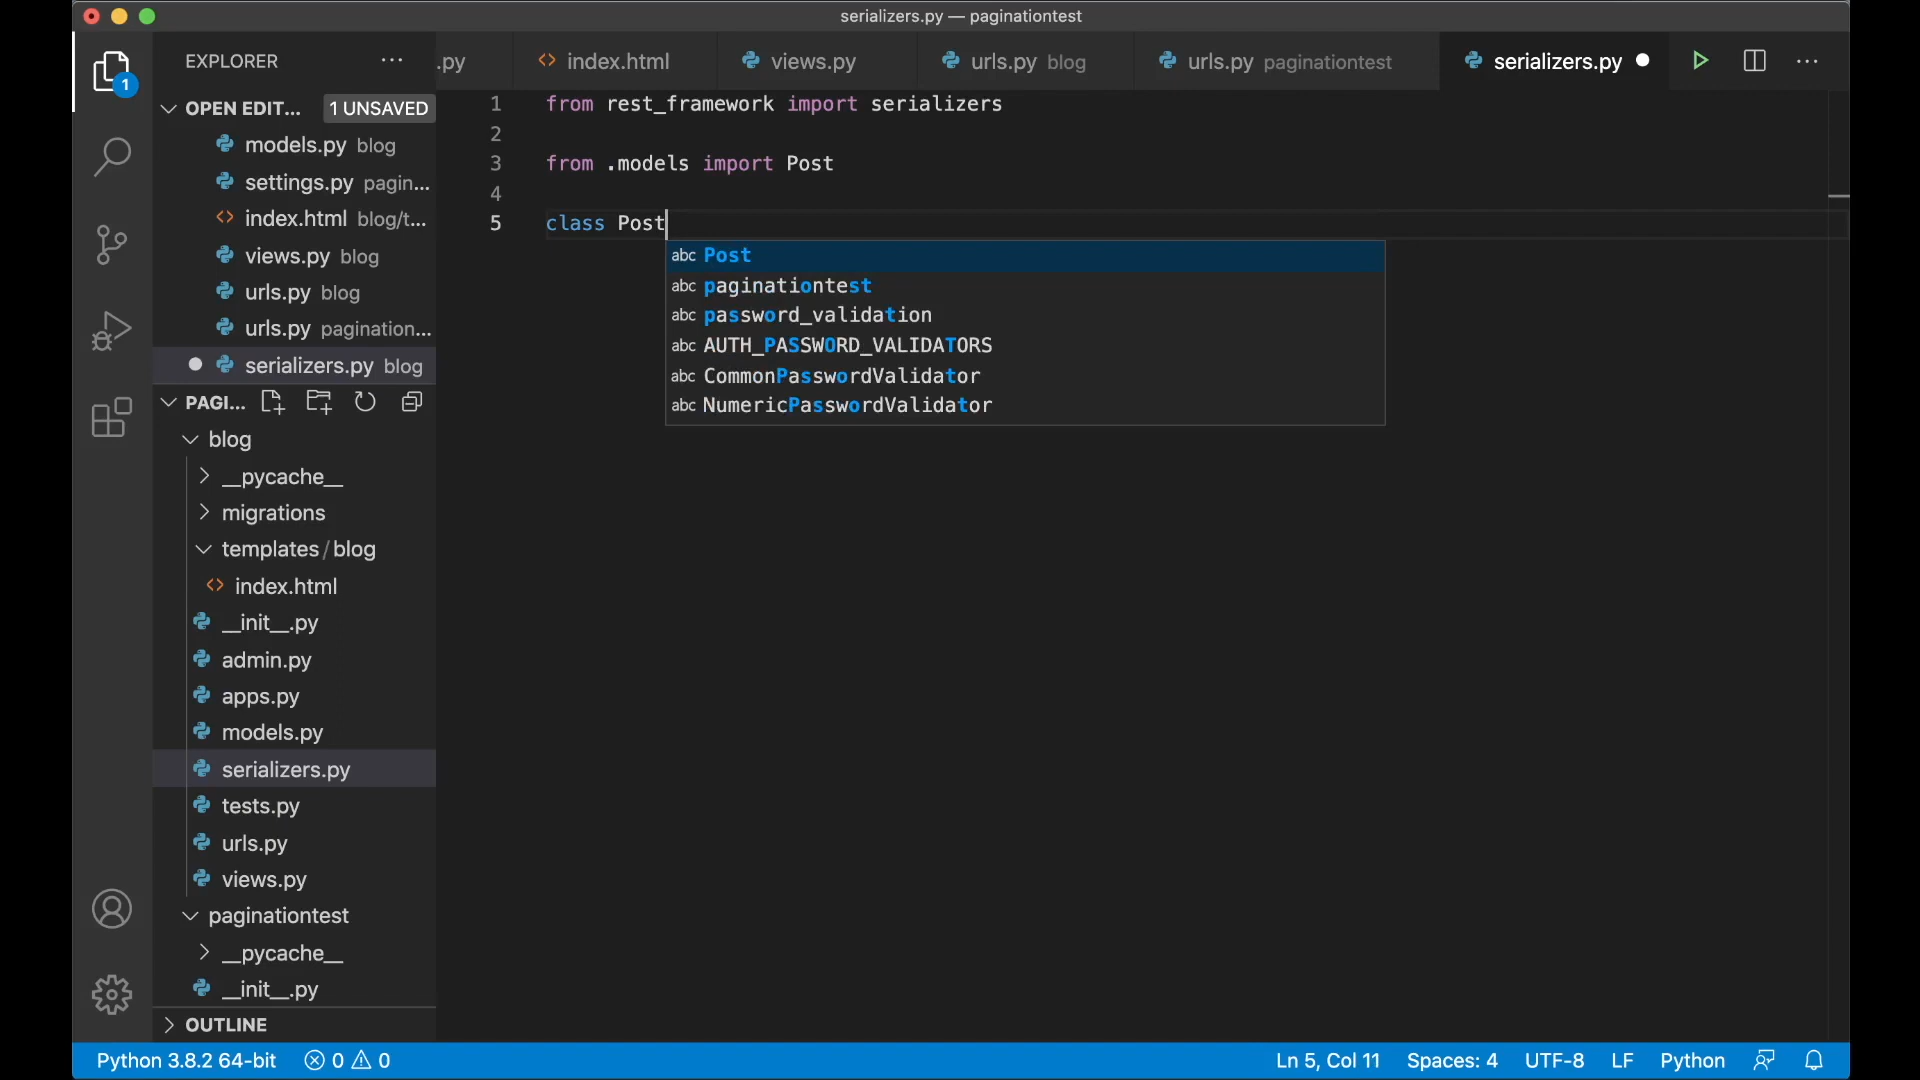 serializers.py — paginationtest
EXPLORER
.py
index.html
views.py
urls.py blog
urls.py paginationtest
serializers.py
1
OPEN EDIT... 1 UNSAVED
models.py blog
settings.py pagin...
index.html blog/t...
views.py blog
urls.py blog
urls.py pagination...
serializers.py blog
PAGI...
blog
__pycache__
migrations
templates/blog
index.html
__init__.py
admin.py
apps.py
models.py
serializers.py
tests.py
urls.py
views.py
paginationtest
__pycache__
__init__.py
OUTLINE
1 from rest_framework import serializers
2
3 from .models import Post
4
5 class Post
abc Post
abc paginationtest
abc password_validation
abc AUTH_PASSWORD_VALIDATORS
abc CommonPasswordValidator
abc NumericPasswordValidator
Python 3.8.2 64-bit 0 0 Ln 5, Col 11 Spaces: 4 UTF-8 LF Python